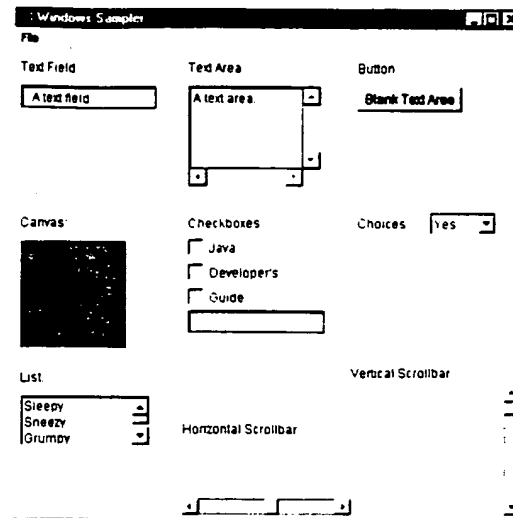 Windows Sampler
File
Text Field
Text Area
Button
A text field
A text area.
Blank Text Area
Canvas
Checkboxes
Choices
Yes
Java
Developer's
Guide
List
Vertical Scrollbar
Sleepy
Sneezy
Grumpy
Horizontal Scrollbar